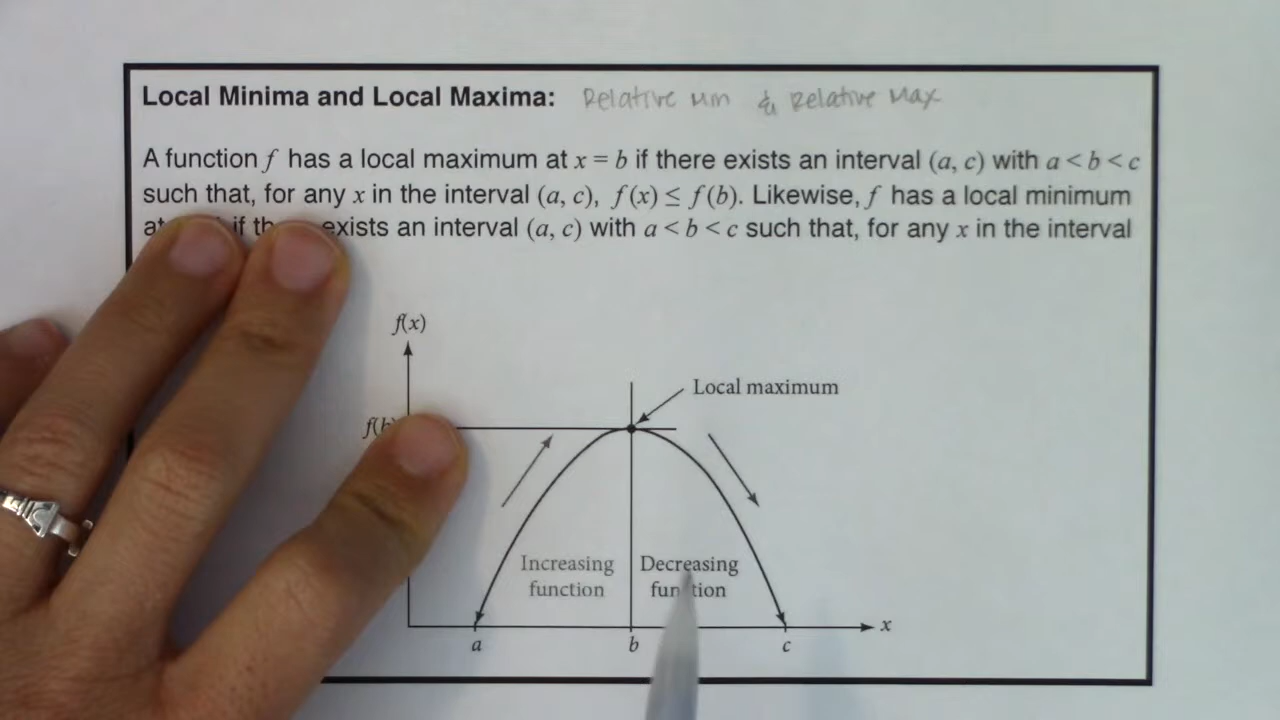 Local Minima and Local Maxima: Relative Min & Relative Max
A function f has a local maximum at x = b if there exists an interval (a, c) with a < b < c
such that, for any x in the interval (a, c), f(x) ≤ f(b). Likewise, f has a local minimum
if exists an interval (a, c) with a < b < c such that, for any x in the interval
f(x)
Local maximum
f(b)
Increasing function
Decreasing function
a
b
c
x